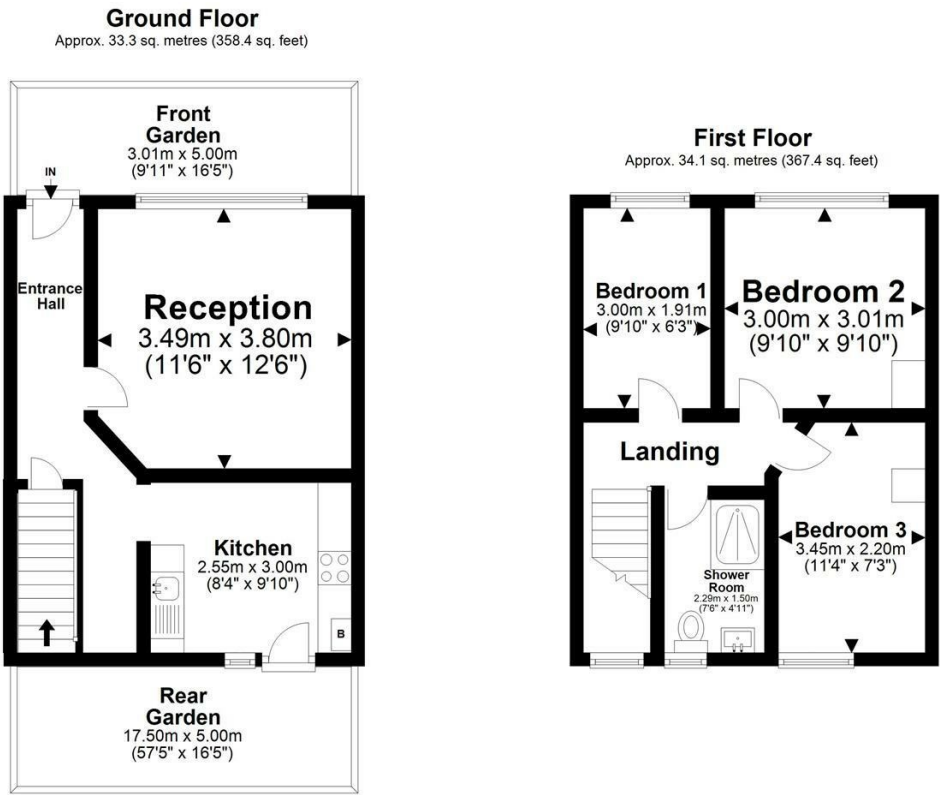 Ground Floor
Approx. 33.3 sq. metres (358.4 sq. feet)
Front
Garden
3.01m x 5.00m
(9'11" x 16'5")
IN
Entrance
Hall
Reception
3.49m x 3.80m
(11'6" x 12'6")
Kitchen
2.55m x 3.00m
(8'4" x 9'10")
B
Rear
Garden
17.50m x 5.00m
(57'5" x 16'5")
First Floor
Approx. 34.1 sq. metres (367.4 sq. feet)
Bedroom 1
3.00m x 1.91m
(9'10" x 6'3")
Bedroom 2
3.00m x 3.01m
(9'10" x 9'10")
Landing
Bedroom 3
3.45m x 2.20m
(11'4" x 7'3")
Shower
Room
2.29m x 1.50m
(7'6" x 4'11")